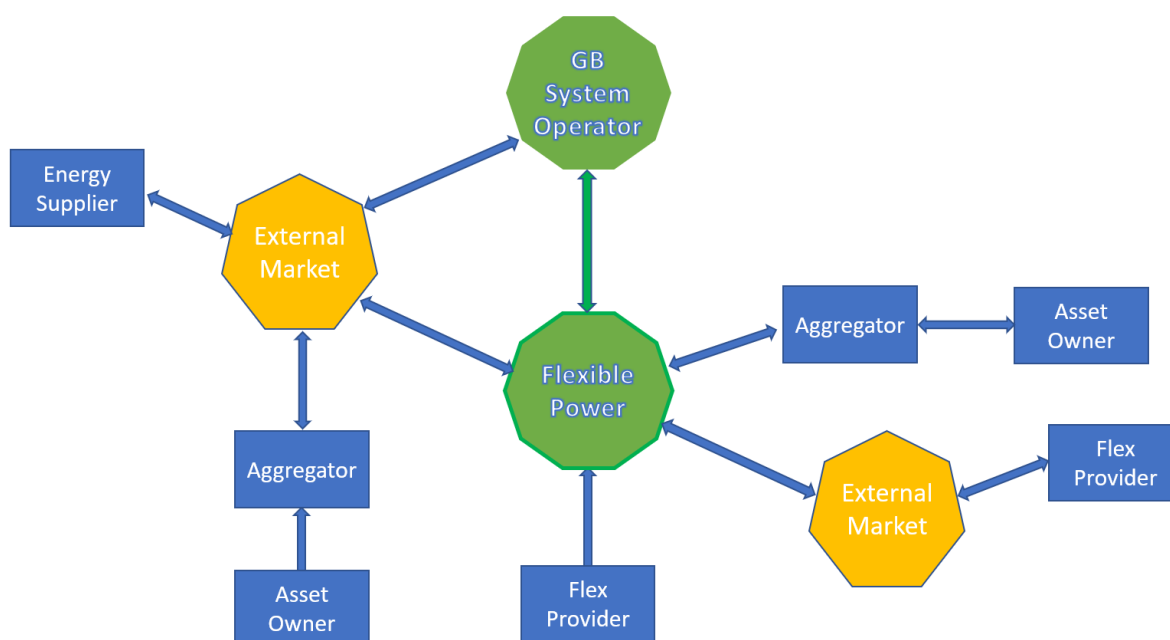 GB
System
Operator
Energy
Supplier
External
Market
Aggregator
Asset
Owner
Flexible
Power
Aggregator
Asset
Owner
Flex
Provider
External
Market
Flex
Provider